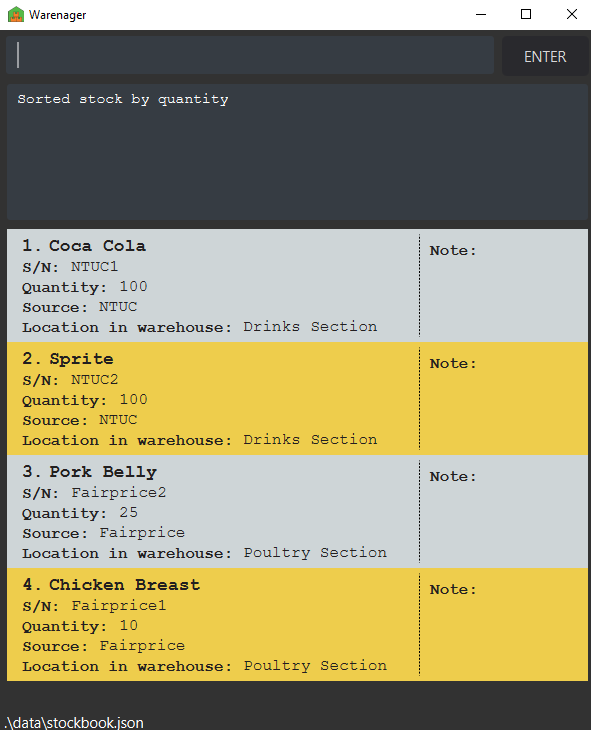 Warenager
ENTER
Sorted stock by quantity
1. Coca Cola
S/N: NTUC1
Quantity: 100
Source: NTUC
Location in warehouse: Drinks Section
Note:
2. Sprite
S/N: NTUC2
Quantity: 100
Source: NTUC
Location in warehouse: Drinks Section
Note:
3. Pork Belly
S/N: Fairprice2
Quantity: 25
Source: Fairprice
Location in warehouse: Poultry Section
Note:
4. Chicken Breast
S/N: Fairprice1
Quantity: 10
Source: Fairprice
Location in warehouse: Poultry Section
Note:
.\data\stockbook.json